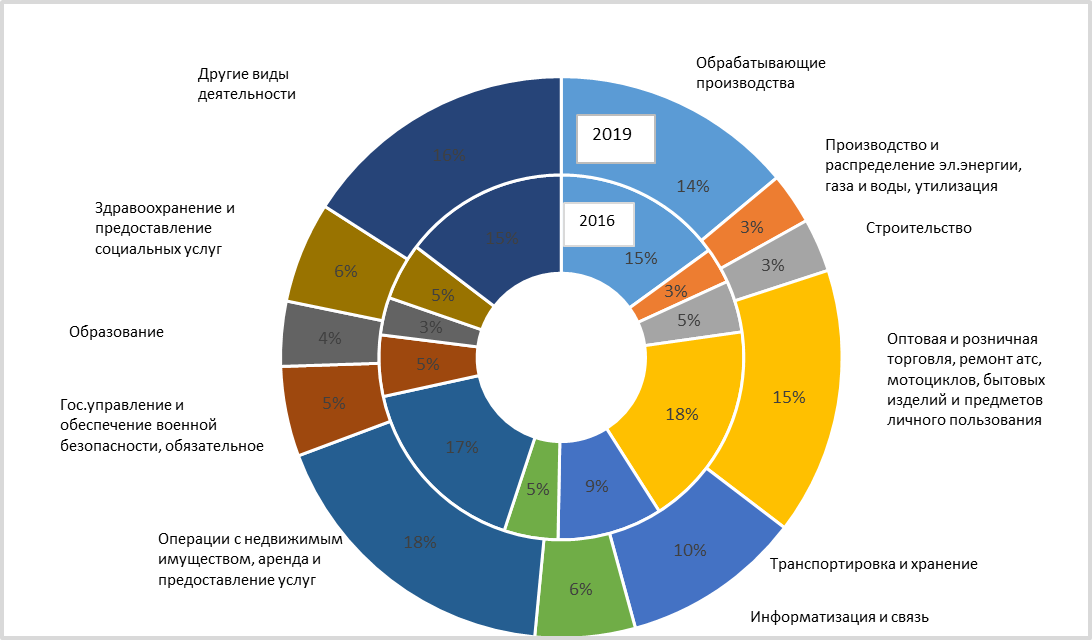 Обрабатывающие
производства
2019
14%
Производство и
распределение эл.энергии,
газа и воды, утилизация
3%
Строительство
3%
Оптовая и розничная
торговля, ремонт атс,
мотоциклов, бытовых
изделий и предметов
личного пользования
15%
Транспортировка и хранение
10%
Информатизация и связь
6%
Операции с недвижимым
имуществом, аренда и
предоставление услуг
18%
Гос.управление и
обеспечение военной
безопасности, обязательное
5%
Образование
4%
Здравоохранение и
предоставление
социальных услуг
6%
Другие виды
деятельности
2016
15%
3%
5%
18%
9%
5%
17%
5%
3%
5%